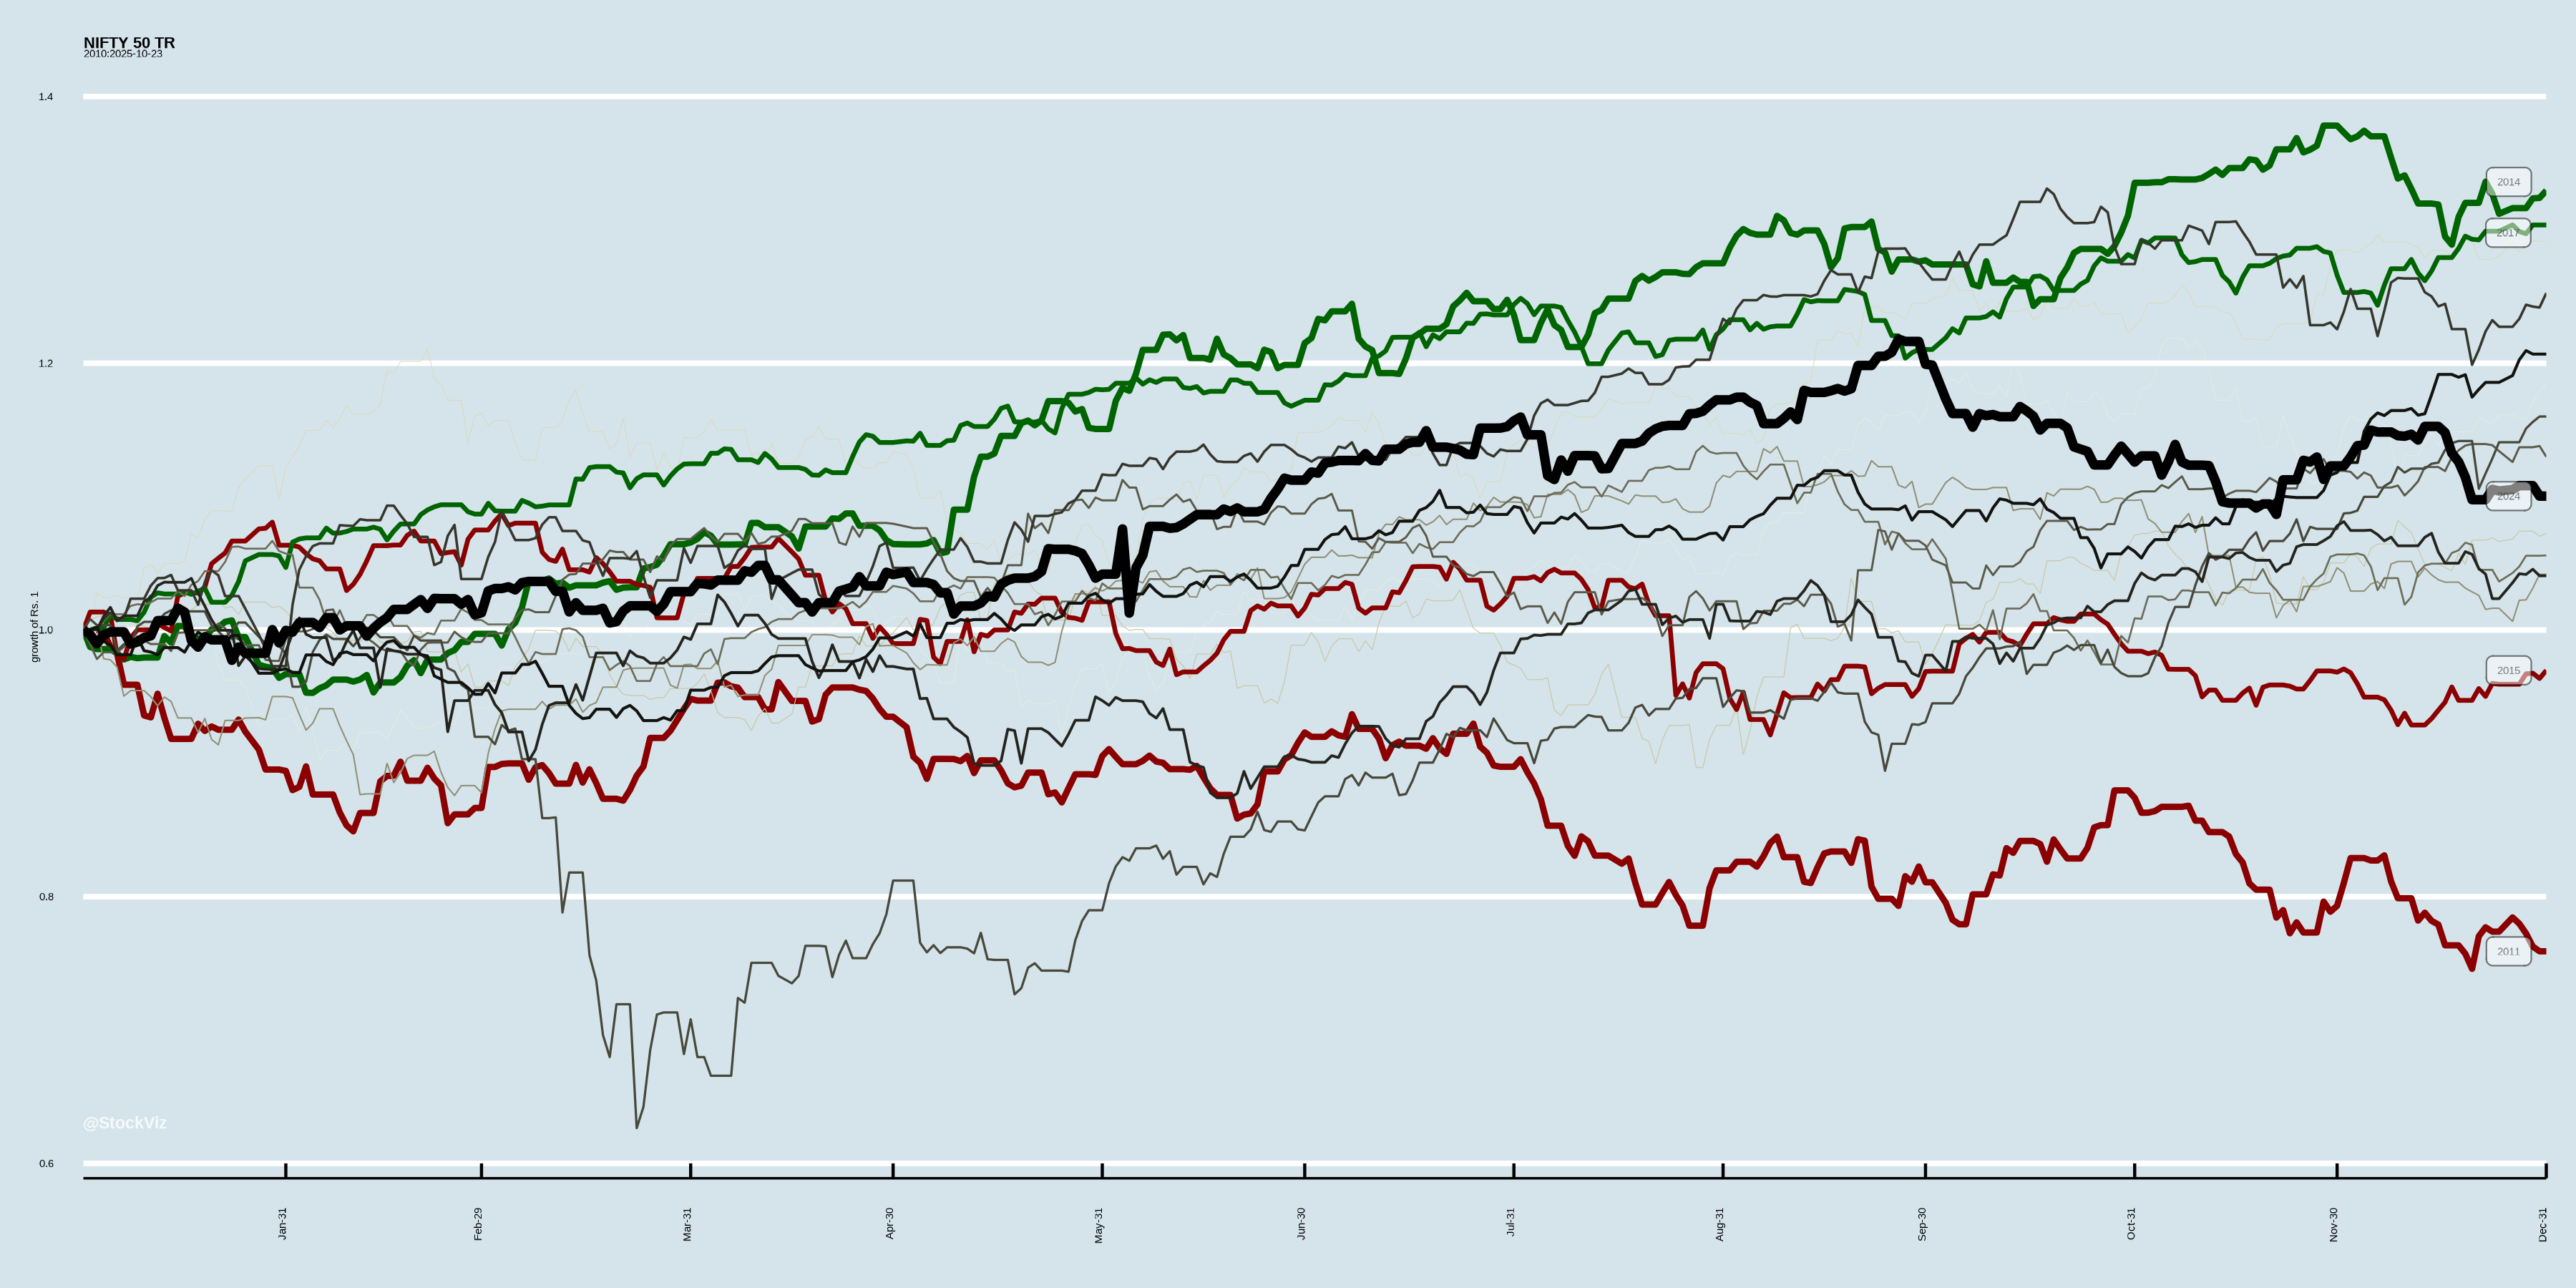 NIFTY 50 TR
2010:2025-10-23
1.4
1.2
1.0
0.8
0.6
growth of Rs. 1
2014
2017
2024
2015
2011
@StockViz
Jan-31
Feb-29
Mar-31
Apr-30
May-31
Jun-30
Jul-31
Aug-31
Sep-30
Oct-31
Nov-30
Dec-31